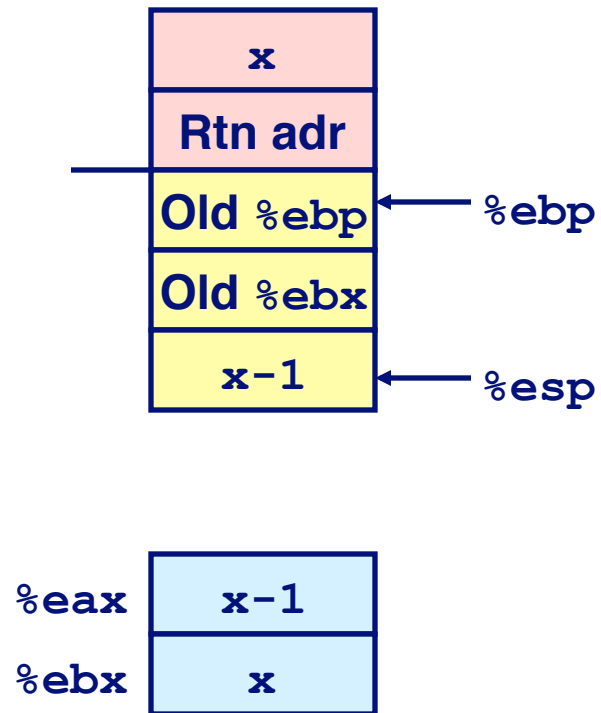 x
Rtn adr
Old %ebp %ebp
Old %ebx
x-1 %esp
%eax x-1
%ebx x